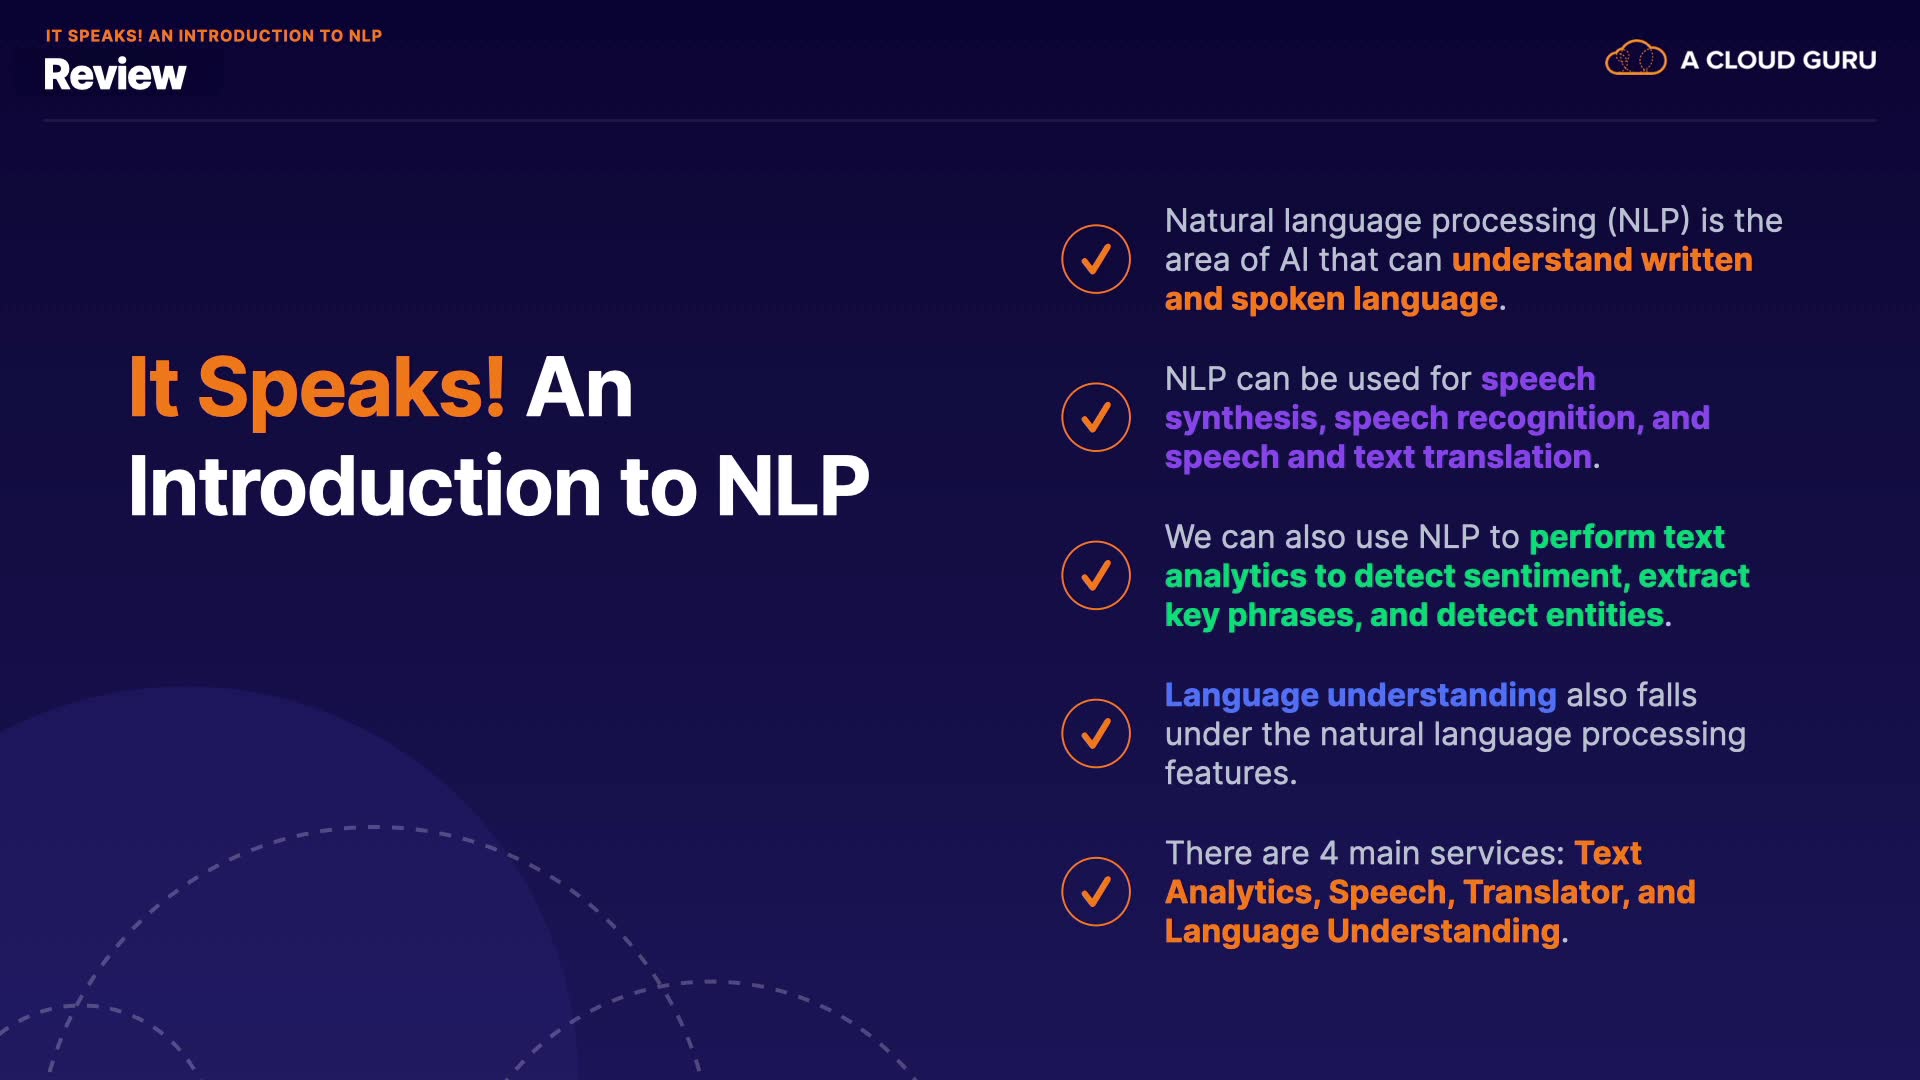 IT SPEAKS! AN INTRODUCTION TO NLP
Review
A CLOUD GURU
It Speaks! An
Introduction to NLP
Natural language processing (NLP) is the
area of AI that can understand written
and spoken language.
NLP can be used for speech
synthesis, speech recognition, and
speech and text translation.
We can also use NLP to perform text
analytics to detect sentiment, extract
key phrases, and detect entities.
Language understanding also falls
under the natural language processing
features.
There are 4 main services: Text
Analytics, Speech, Translator, and
Language Understanding.